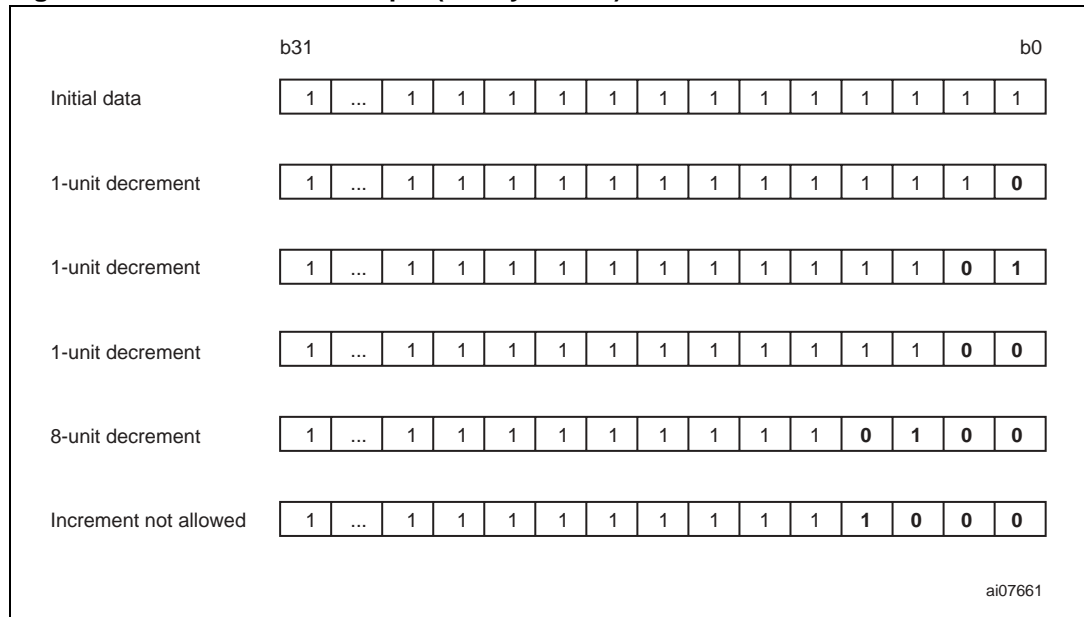 b31 b0
Initial data 1 ... 1 1 1 1 1 1 1 1 1 1 1 1 1
1-unit decrement 1 ... 1 1 1 1 1 1 1 1 1 1 1 1 0
1-unit decrement 1 ... 1 1 1 1 1 1 1 1 1 1 1 0 1
1-unit decrement 1 ... 1 1 1 1 1 1 1 1 1 1 1 0 0
8-unit decrement 1 ... 1 1 1 1 1 1 1 1 1 0 1 0 0
Increment not allowed 1 ... 1 1 1 1 1 1 1 1 1 1 0 0 0
ai07661